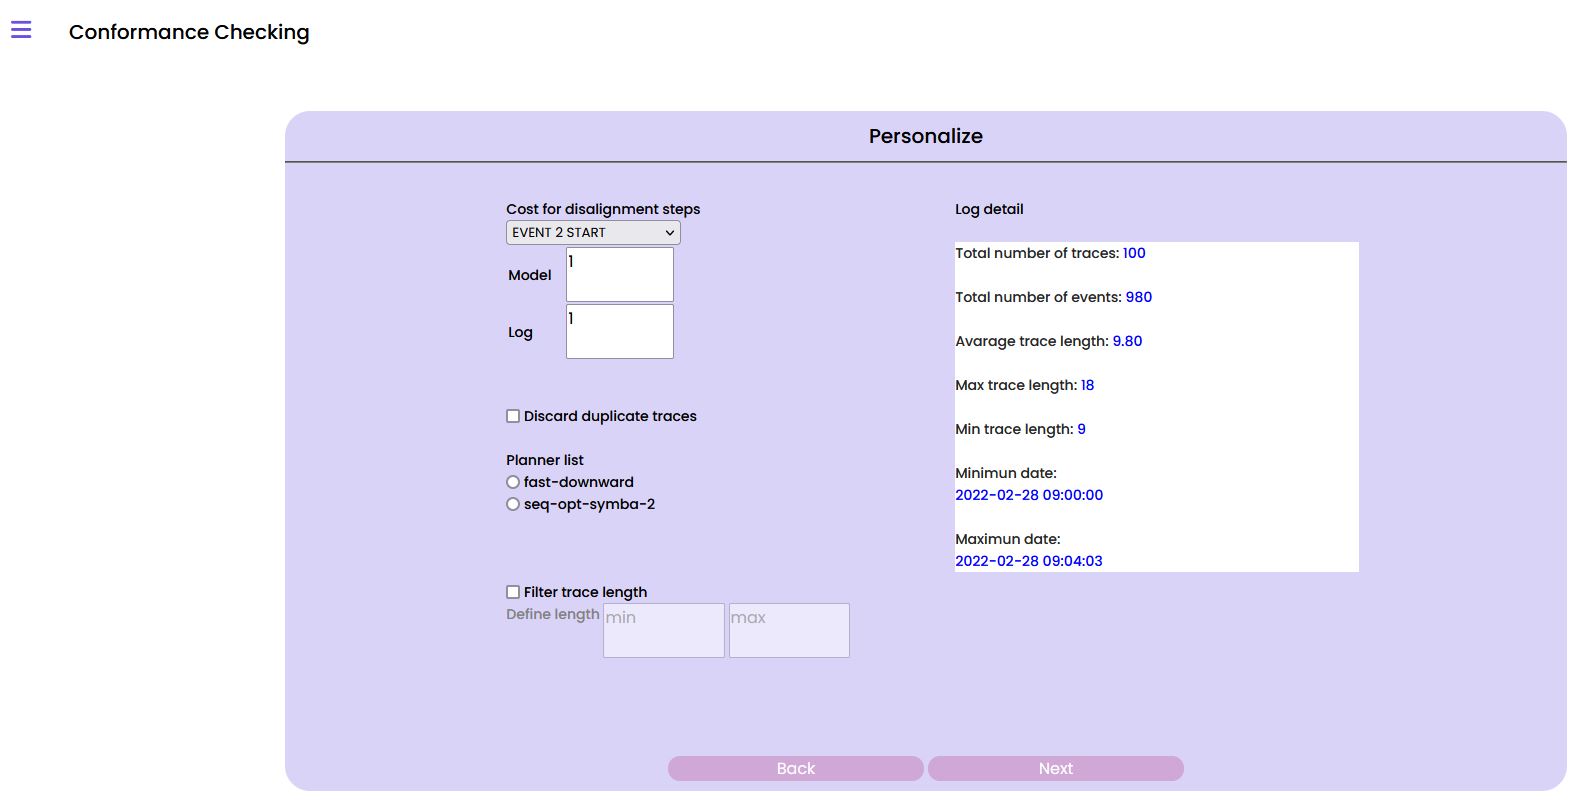 Conformance Checking
Personalize
Cost for disalignment steps
EVENT 2 START
Model
1
Log
1
Discard duplicate traces
Planner list
fast-downward
seq-opt-symba-2
Filter trace length
Define length min max
Log detail
Total number of traces: 100
Total number of events: 980
Avarage trace length: 9.80
Max trace length: 18
Min trace length: 9
Minimun date:
2022-02-28 09:00:00
Maximun date:
2022-02-28 09:04:03
Back Next